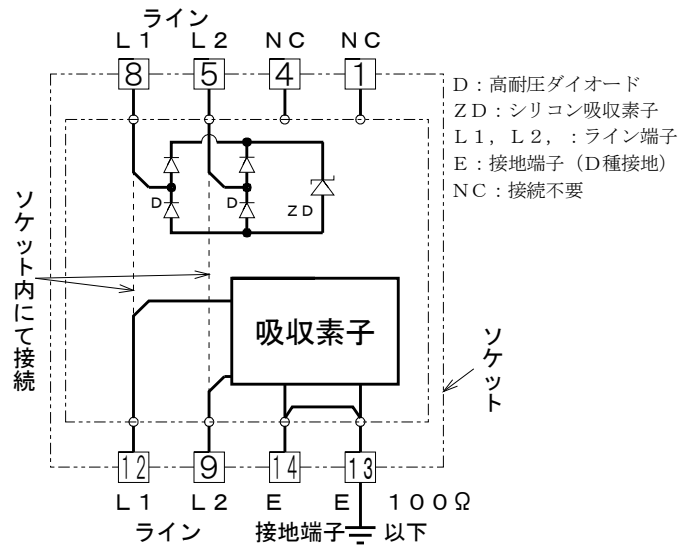 ライン
L1 L2 NC NC
8 5 4 1
D:高耐圧ダイオード
ZD:シリコン吸収素子
L1,L2,:ライン端子
E:接地端子(D種接地)
NC:接続不要
D D ZD
ソケット内にて接続
吸収素子
ソケット
12 9 14 13
L1 L2 E E 100Ω
ライン 接地端子 以下